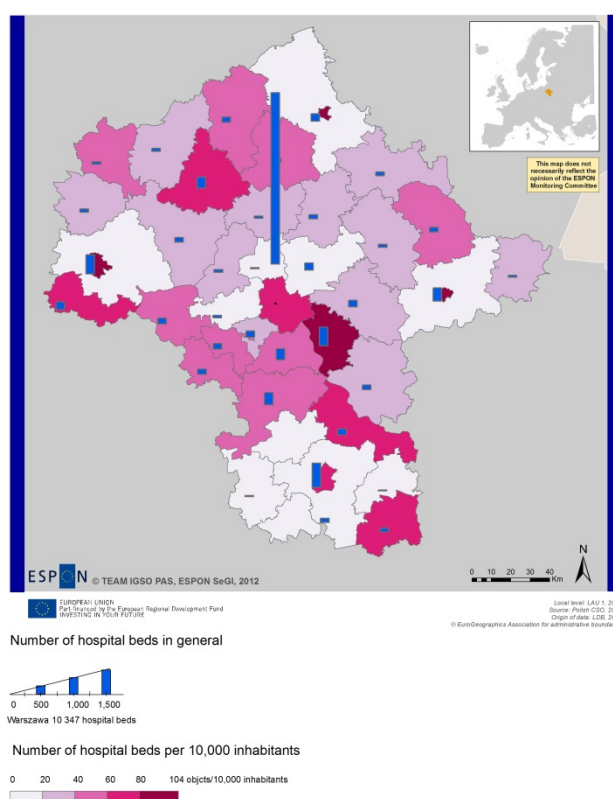 This map does not
necessarily reflect the
opinion of the ESPON
Monitoring Committee
N
0 10 20 30 40
Km
ESPON © TEAM IGSO PAS, ESPON SeGI, 2012
EUROPEAN UNION
Part-financed by the European Regional Development Fund
INVESTING IN YOUR FUTURE
Local level: LAU 1, 20
Source: Polish CSO, 20
Origin of data: LDB, 20
© EuroGeographics Association for administrative bounda
Number of hospital beds in general
0 500 1,000 1,500
Warszawa 10 347 hospital beds
Number of hospital beds per 10,000 inhabitants
0 20 40 60 80 104 objcts/10,000 inhabitants